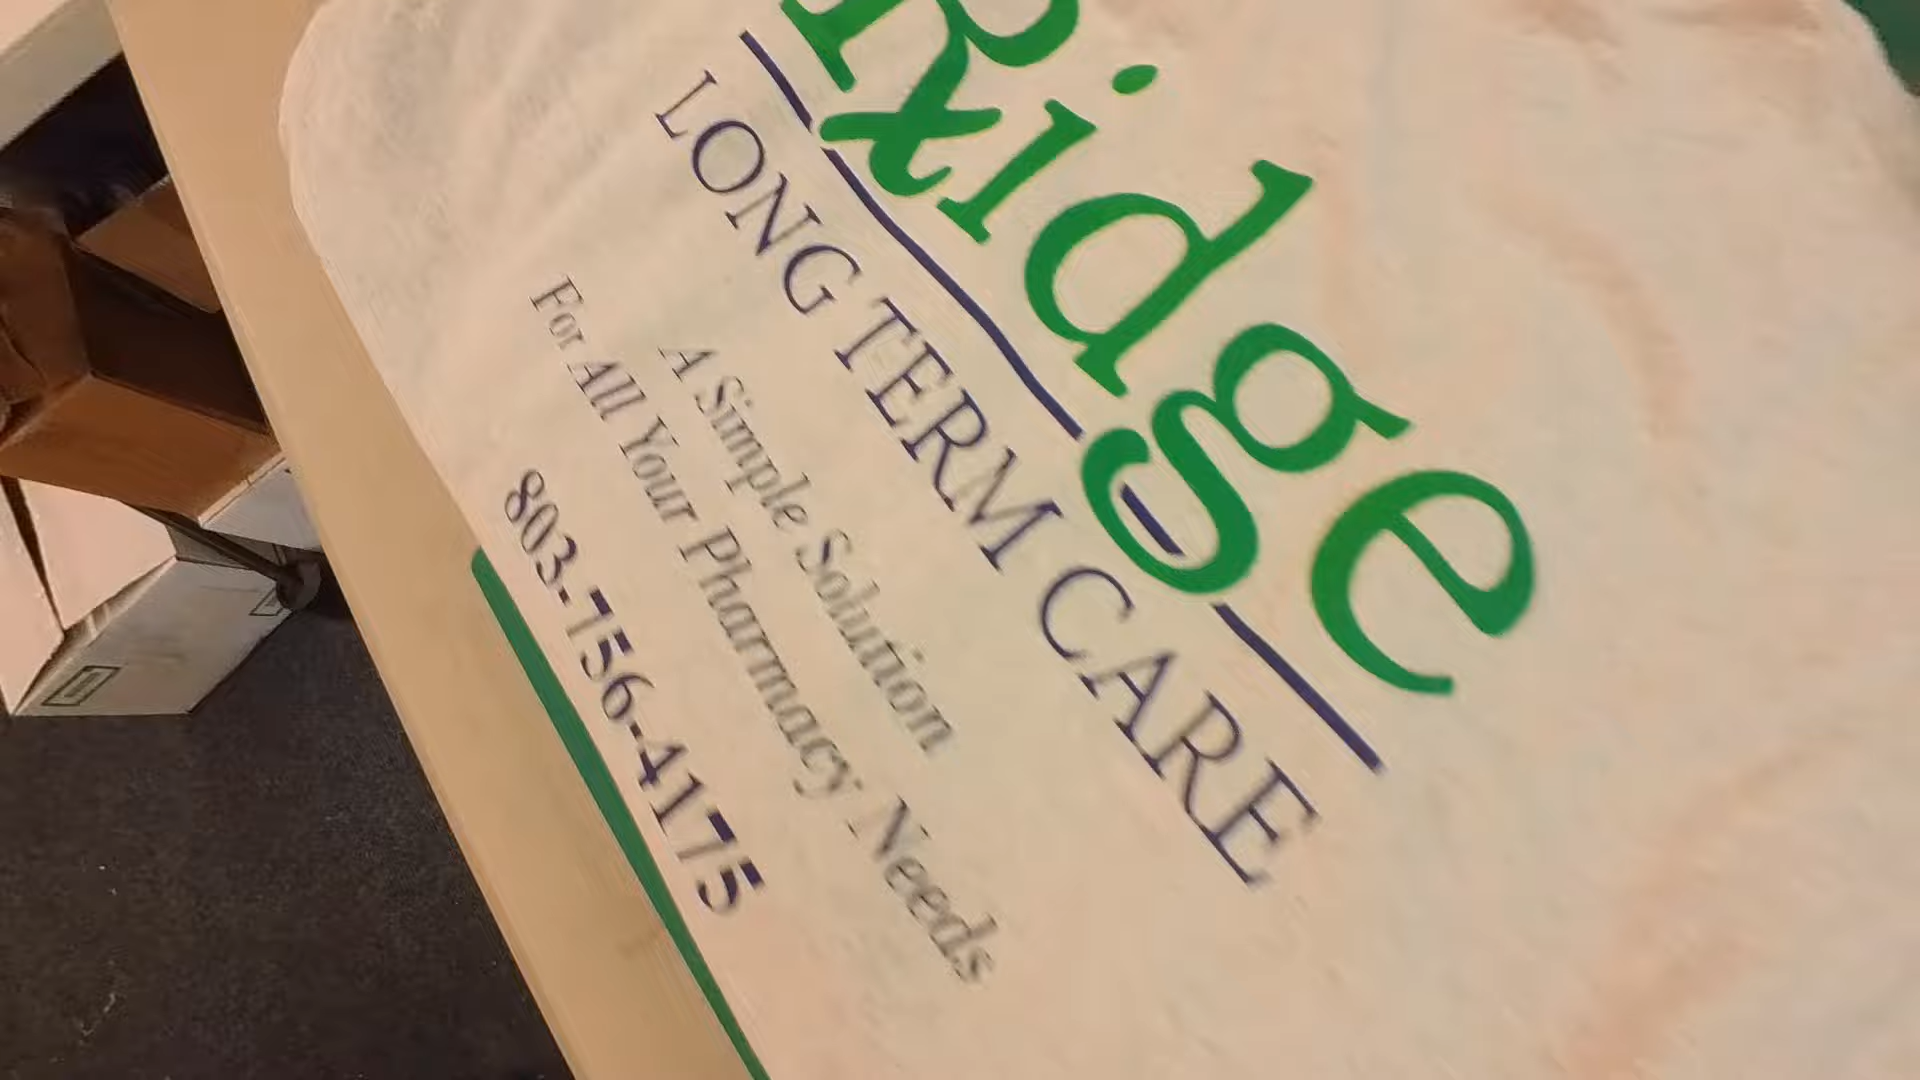 Ridge
LONG TERM CARE
A Simple Solution
For All Your Pharmacy Needs
803-756-4175